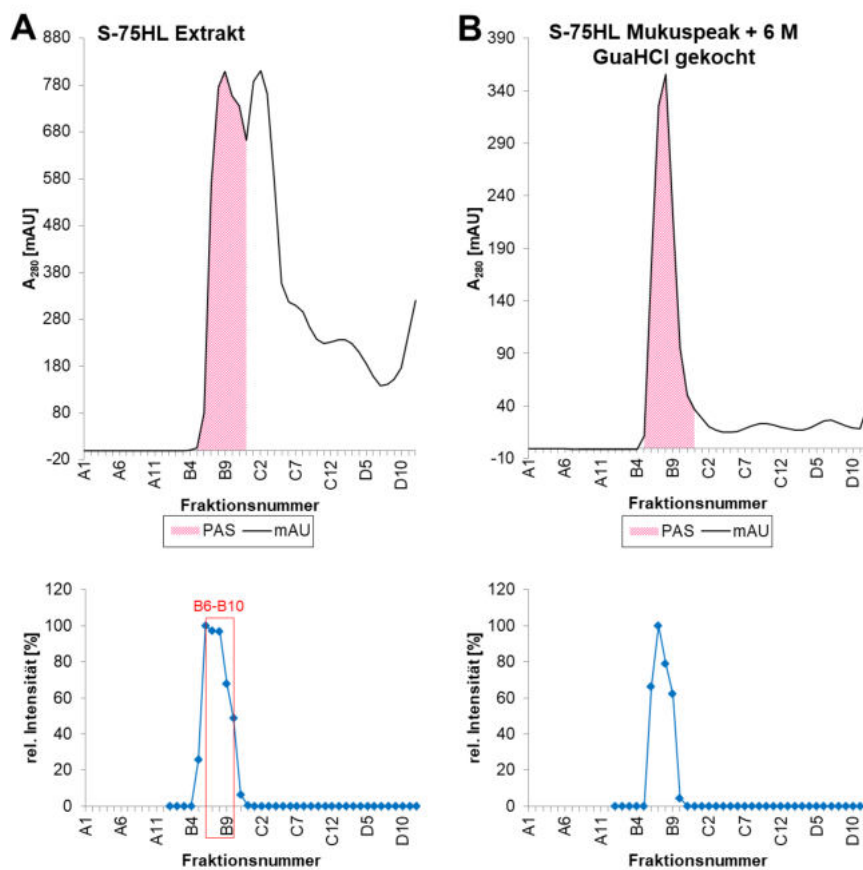 A
S-75HL Extrakt
880
780
680
580
480
380
280
180
80
-20
A₂₈₀ [mAU]
A1
A6
A11
B4
B9
C2
C7
C12
D5
D10
Fraktionsnummer
PAS
mAU
B
S-75HL Mukuspeak + 6 M
GuaHCl gekocht
390
340
290
240
190
140
90
40
-10
A₂₈₀ [mAU]
A1
A6
A11
B4
B9
C2
C7
C12
D5
D10
Fraktionsnummer
PAS
mAU
120
100
80
60
40
20
0
rel. Intensität [%]
B6-B10
A1
A6
A11
B4
B9
C2
C7
C12
D5
D10
Fraktionsnummer
120
100
80
60
40
20
0
rel. Intensität [%]
A1
A6
A11
B4
B9
C2
C7
C12
D5
D10
Fraktionsnummer